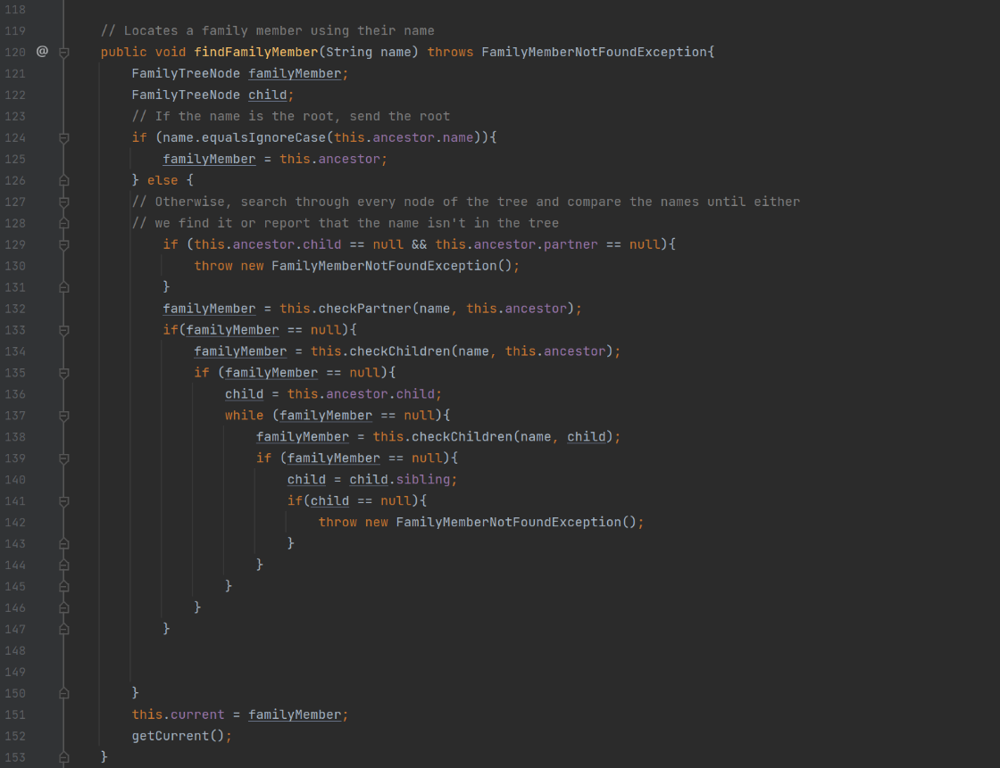 118
119 // Locates a family member using their name
120 @ public void findFamilyMember(String name) throws FamilyMemberNotFoundException{
121 FamilyTreeNode familyMember;
122 FamilyTreeNode child;
123 // If the name is the root, send the root
124 if (name.equalsIgnoreCase(this.ancestor.name)){
125 familyMember = this.ancestor;
126 } else {
127 // Otherwise, search through every node of the tree and compare the names until either
128 // we find it or report that the name isn't in the tree
129 if (this.ancestor.child == null && this.ancestor.partner == null){
130 throw new FamilyMemberNotFoundException();
131 }
132 familyMember = this.checkPartner(name, this.ancestor);
133 if(familyMember == null){
134 familyMember = this.checkChildren(name, this.ancestor);
135 if (familyMember == null){
136 child = this.ancestor.child;
137 while (familyMember == null){
138 familyMember = this.checkChildren(name, child);
139 if (familyMember == null){
140 child = child.sibling;
141 if(child == null){
142 throw new FamilyMemberNotFoundException();
143 }
144 }
145 }
146 }
147 }
148
149
150 }
151 this.current = familyMember;
152 getCurrent();
153 }